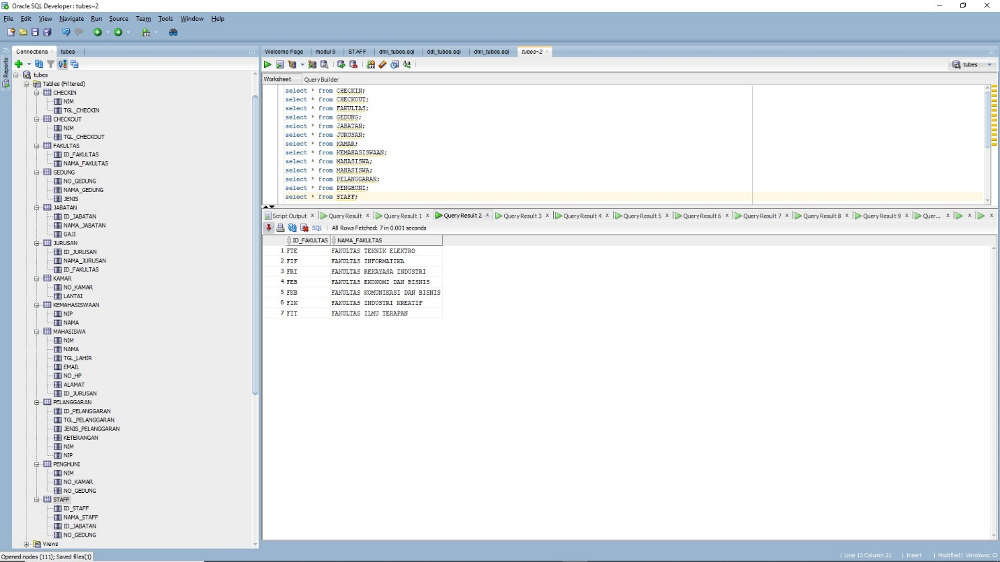 Oracle SQL Developer : tubes~2
File Edit View Navigate Run Source Team Tools Window Help
Connections
tubes
Reports
tubes
Tables (Filtered)
CHECKIN
NIM
TGL_CHECKIN
CHECKOUT
NIM
TGL_CHECKOUT
FAKULTAS
ID_FAKULTAS
NAMA_FAKULTAS
GEDUNG
NO_GEDUNG
NAMA_GEDUNG
JENIS
JABATAN
ID_JABATAN
NAMA_JABATAN
GAJI
JURUSAN
ID_JURUSAN
NAMA_JURUSAN
ID_FAKULTAS
KAMAR
NO_KAMAR
LANTAI
KEMAHASISWAAN
NIP
NAMA
MAHASISWA
NIM
NAMA
TGL_LAHIR
EMAIL
NO_HP
ALAMAT
ID_JURUSAN
PELANGGARAN
ID_PELANGGARAN
TGL_PELANGGARAN
JENIS_PELANGGARAN
KETERANGAN
NIM
NIP
PENGHUNI
NIM
NO_KAMAR
NO_GEDUNG
STAFF
ID_STAFF
NAMA_STAFF
ID_JABATAN
NO_GEDUNG
Views
Welcome Page modul 9 STAFF dml_tubes.sql ddl_tubes.sql dml_tubes.sql tubes~2
tubes
Worksheet Query Builder
select * from CHECKIN;
select * from CHECKOUT;
select * from FAKULTAS;
select * from GEDUNG;
select * from JABATAN;
select * from JURUSAN;
select * from KAMAR;
select * from KEMAHASISWAAN;
select * from MAHASISWA;
select * from MAHASISWA;
select * from PELANGGARAN;
select * from PENGHUNI;
select * from STAFF;
Script Output x Query Result x Query Result 1 x Query Result 2 x Query Result 3 x Query Result 4 x Query Result 5 x Query Result 6 x Query Result 7 x Query Result 8 x Query Result 9 x Quer... x x x
SQL | All Rows Fetched: 7 in 0.001 seconds
ID_FAKULTAS NAMA_FAKULTAS
1 FTE FAKULTAS TEKNIK ELEKTRO
2 FIF FAKULTAS INFORMATIKA
3 FRI FAKULTAS REKAYASA INDUSTRI
4 FEB FAKULTAS EKONOMI DAN BISNIS
5 FKB FAKULTAS KOMUNIKASI DAN BISNIS
6 FIK FAKULTAS INDUSTRI KREATIF
7 FIT FAKULTAS ILMU TERAPAN
Opened nodes (111); Saved files(1)
| Line 13 Column 21 | Insert | Modified | Windows: Cl